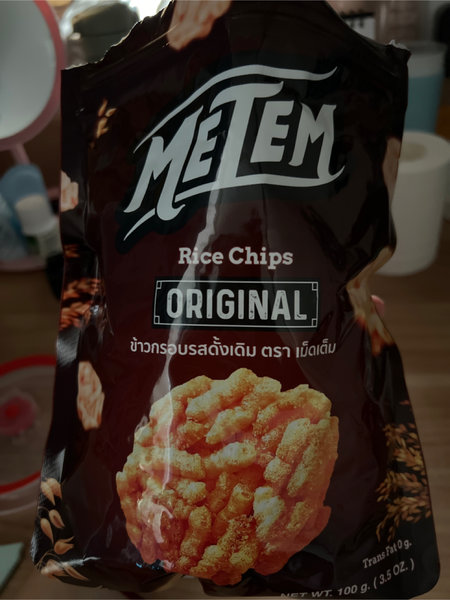 METEM
Rice Chips
ORIGINAL
ข้าวกรอบรสดั้งเดิม ตรา เม็ดเต็ม
Trans Fat 0 g.
NET WT. 100 g. ( 3.5 OZ. )